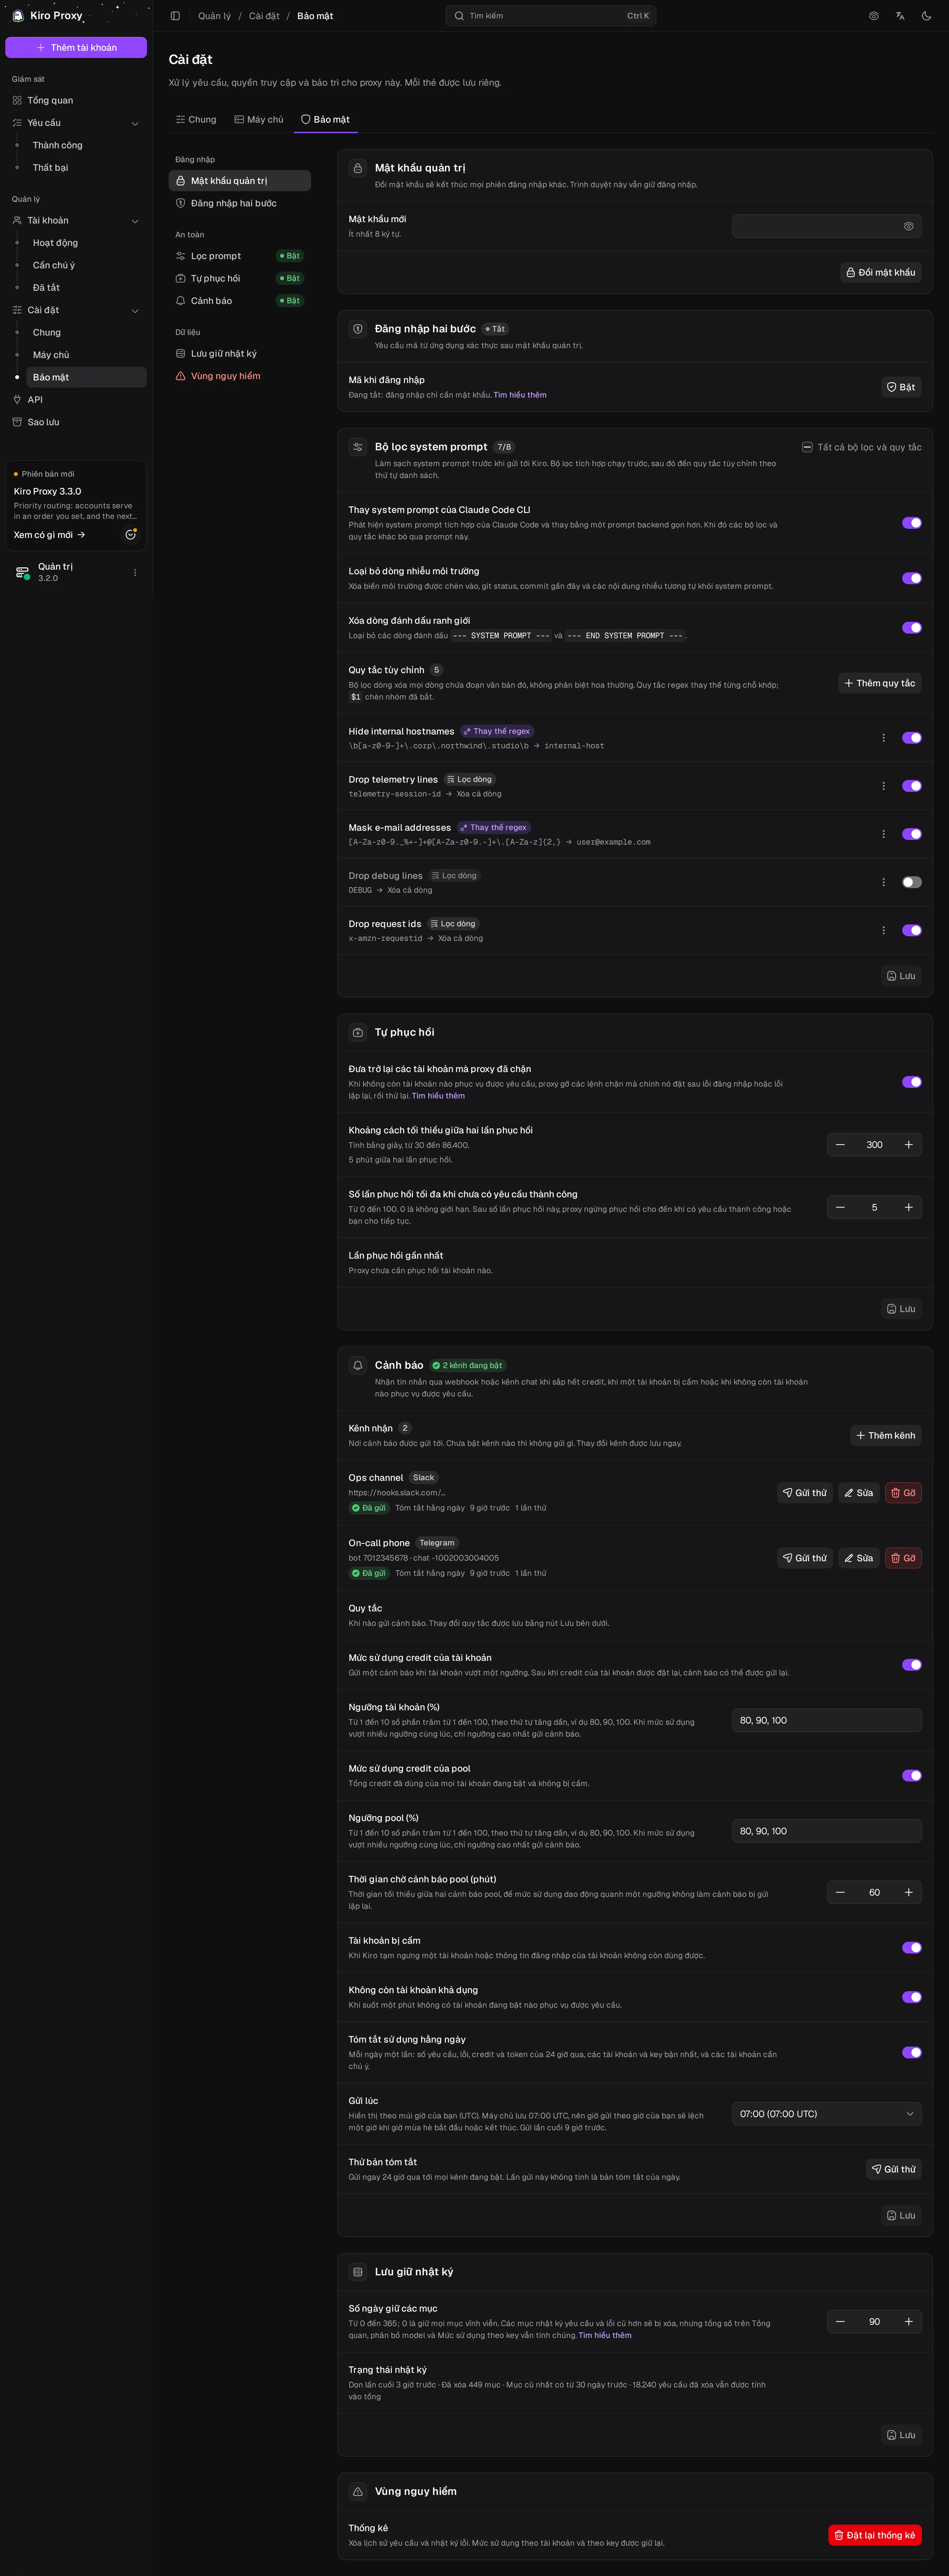 Kiro Proxy
Thêm tài khoản
Giám sát
Tổng quan
Yêu cầu
Thành công
Thất bại
Quản lý
Tài khoản
Hoạt động
Cần chú ý
Đã tắt
Cài đặt
Chung
Máy chủ
Bảo mật
API
Sao lưu
Phiên bản mới
Kiro Proxy 3.3.0
Priority routing: accounts serve
in an order you set, and the next…
Xem có gì mới →
Quản trị
3.2.0
Quản lý / Cài đặt / Bảo mật
Tìm kiếm Ctrl K
Cài đặt
Xử lý yêu cầu, quyền truy cập và bảo trì cho proxy này. Mỗi thẻ được lưu riêng.
Chung Máy chủ Bảo mật
Đăng nhập
Mật khẩu quản trị
Đăng nhập hai bước
An toàn
Lọc prompt Bật
Tự phục hồi Bật
Cảnh báo Bật
Dữ liệu
Lưu giữ nhật ký
Vùng nguy hiểm
Mật khẩu quản trị
Đổi mật khẩu sẽ kết thúc mọi phiên đăng nhập khác. Trình duyệt này vẫn giữ đăng nhập.
Mật khẩu mới
Ít nhất 8 ký tự.
Đổi mật khẩu
Đăng nhập hai bước Tắt
Yêu cầu mã từ ứng dụng xác thực sau mật khẩu quản trị.
Mã khi đăng nhập
Đang tắt: đăng nhập chỉ cần mật khẩu. Tìm hiểu thêm
Bật
Bộ lọc system prompt 7/8
Tất cả bộ lọc và quy tắc
Làm sạch system prompt trước khi gửi tới Kiro. Bộ lọc tích hợp chạy trước, sau đó đến quy tắc tùy chỉnh theo
thứ tự danh sách.
Thay system prompt của Claude Code CLI
Phát hiện system prompt tích hợp của Claude Code và thay bằng một prompt backend gọn hơn. Khi đó các bộ lọc và
quy tắc khác bỏ qua prompt này.
Loại bỏ dòng nhiễu môi trường
Xóa biến môi trường được chèn vào, git status, commit gần đây và các nội dung nhiễu tương tự khỏi system prompt.
Xóa dòng đánh dấu ranh giới
Loại bỏ các dòng đánh dấu --- SYSTEM PROMPT --- và --- END SYSTEM PROMPT ---.
Quy tắc tùy chỉnh 5
Bộ lọc dòng xóa mọi dòng chứa đoạn văn bản đó, không phân biệt hoa thường. Quy tắc regex thay thế từng chỗ khớp;
$1 chèn nhóm đã bắt.
Thêm quy tắc
Hide internal hostnames Thay thế regex
\b[a-z0-9-]+\.corp\.northwind\.studio\b → internal-host
Drop telemetry lines Lọc dòng
telemetry-session-id → Xóa cả dòng
Mask e-mail addresses Thay thế regex
[A-Za-z0-9._%+-]+@[A-Za-z0-9.-]+\.[A-Za-z]{2,} → user@example.com
Drop debug lines Lọc dòng
DEBUG → Xóa cả dòng
Drop request ids Lọc dòng
x-amzn-requestid → Xóa cả dòng
Lưu
Tự phục hồi
Đưa trở lại các tài khoản mà proxy đã chặn
Khi không còn tài khoản nào phục vụ được yêu cầu, proxy gỡ các lệnh chặn mà chính nó đặt sau lỗi đăng nhập hoặc lỗi
lặp lại, rồi thử lại. Tìm hiểu thêm
Khoảng cách tối thiểu giữa hai lần phục hồi
Tính bằng giây, từ 30 đến 86.400.
5 phút giữa hai lần phục hồi.
300
Số lần phục hồi tối đa khi chưa có yêu cầu thành công
Từ 0 đến 100. 0 là không giới hạn. Sau số lần phục hồi này, proxy ngừng phục hồi cho đến khi có yêu cầu thành công hoặc
bạn cho tiếp tục.
5
Lần phục hồi gần nhất
Proxy chưa cần phục hồi tài khoản nào.
Lưu
Cảnh báo 2 kênh đang bật
Nhận tin nhắn qua webhook hoặc kênh chat khi sắp hết credit, khi một tài khoản bị cấm hoặc khi không còn tài khoản
nào phục vụ được yêu cầu.
Kênh nhận 2
Nơi cảnh báo được gửi tới. Chưa bật kênh nào thì không gửi gì. Thay đổi kênh được lưu ngay.
Thêm kênh
Ops channel Slack
https://hooks.slack.com/…
Đã gửi Tóm tắt hằng ngày 9 giờ trước 1 lần thử
Gửi thử Sửa Gỡ
On-call phone Telegram
bot 7012345678 · chat -1002003004005
Đã gửi Tóm tắt hằng ngày 9 giờ trước 1 lần thử
Gửi thử Sửa Gỡ
Quy tắc
Khi nào gửi cảnh báo. Thay đổi quy tắc được lưu bằng nút Lưu bên dưới.
Mức sử dụng credit của tài khoản
Gửi một cảnh báo khi tài khoản vượt một ngưỡng. Sau khi credit của tài khoản được đặt lại, cảnh báo có thể được gửi lại.
Ngưỡng tài khoản (%)
Từ 1 đến 10 số phần trăm từ 1 đến 100, theo thứ tự tăng dần, ví dụ 80, 90, 100. Khi mức sử dụng
vượt nhiều ngưỡng cùng lúc, chỉ ngưỡng cao nhất gửi cảnh báo.
80, 90, 100
Mức sử dụng credit của pool
Tổng credit đã dùng của mọi tài khoản đang bật và không bị cấm.
Ngưỡng pool (%)
Từ 1 đến 10 số phần trăm từ 1 đến 100, theo thứ tự tăng dần, ví dụ 80, 90, 100. Khi mức sử dụng
vượt nhiều ngưỡng cùng lúc, chỉ ngưỡng cao nhất gửi cảnh báo.
80, 90, 100
Thời gian chờ cảnh báo pool (phút)
Thời gian tối thiểu giữa hai cảnh báo pool, để mức sử dụng dao động quanh một ngưỡng không làm cảnh báo bị gửi
lặp lại.
60
Tài khoản bị cấm
Khi Kiro tạm ngưng một tài khoản hoặc thông tin đăng nhập của tài khoản không còn dùng được.
Không còn tài khoản khả dụng
Khi suốt một phút không có tài khoản đang bật nào phục vụ được yêu cầu.
Tóm tắt sử dụng hằng ngày
Mỗi ngày một lần: số yêu cầu, lỗi, credit và token của 24 giờ qua, các tài khoản và key bận nhất, và các tài khoản cần
chú ý.
Gửi lúc
Hiển thị theo múi giờ của bạn (UTC). Máy chủ lưu 07:00 UTC, nên giờ gửi theo giờ của bạn sẽ lệch
một giờ khi giờ mùa hè bắt đầu hoặc kết thúc. Gửi lần cuối 9 giờ trước.
07:00 (07:00 UTC)
Thử bản tóm tắt
Gửi ngay 24 giờ qua tới mọi kênh đang bật. Lần gửi này không tính là bản tóm tắt của ngày.
Gửi thử
Lưu
Lưu giữ nhật ký
Số ngày giữ các mục
Từ 0 đến 365; 0 là giữ mọi mục vĩnh viễn. Các mục nhật ký yêu cầu và lỗi cũ hơn sẽ bị xóa, nhưng tổng số trên Tổng
quan, phân bố model và Mức sử dụng theo key vẫn tính chúng. Tìm hiểu thêm
90
Trạng thái nhật ký
Dọn lần cuối 3 giờ trước · Đã xóa 449 mục · Mục cũ nhất có từ 30 ngày trước · 18.240 yêu cầu đã xóa vẫn được tính
vào tổng
Lưu
Vùng nguy hiểm
Thống kê
Xóa lịch sử yêu cầu và nhật ký lỗi. Mức sử dụng theo tài khoản và theo key được giữ lại.
Đặt lại thống kê